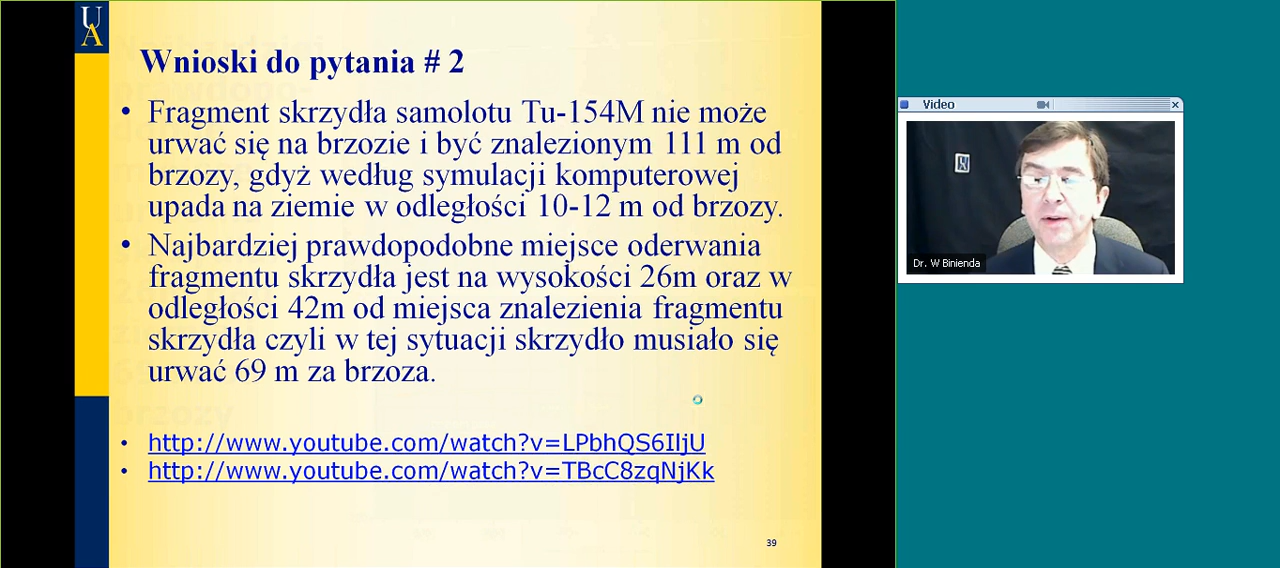 UA
Wnioski do pytania # 2
• Fragment skrzydła samolotu Tu-154M nie może
urwać się na brzozie i być znalezionym 111 m od
brzozy, gdyż według symulacji komputerowej
upada na ziemie w odległości 10-12 m od brzozy.
• Najbardziej prawdopodobne miejsce oderwania
fragmentu skrzydła jest na wysokości 26m oraz w
odległości 42m od miejsca znalezienia fragmentu
skrzydła czyli w tej sytuacji skrzydło musiało się
urwać 69 m za brzoza.
• http://www.youtube.com/watch?v=LPbhQS6IljU
• http://www.youtube.com/watch?v=TBcC8zqNjKk
39
Video
Dr. W Binienda